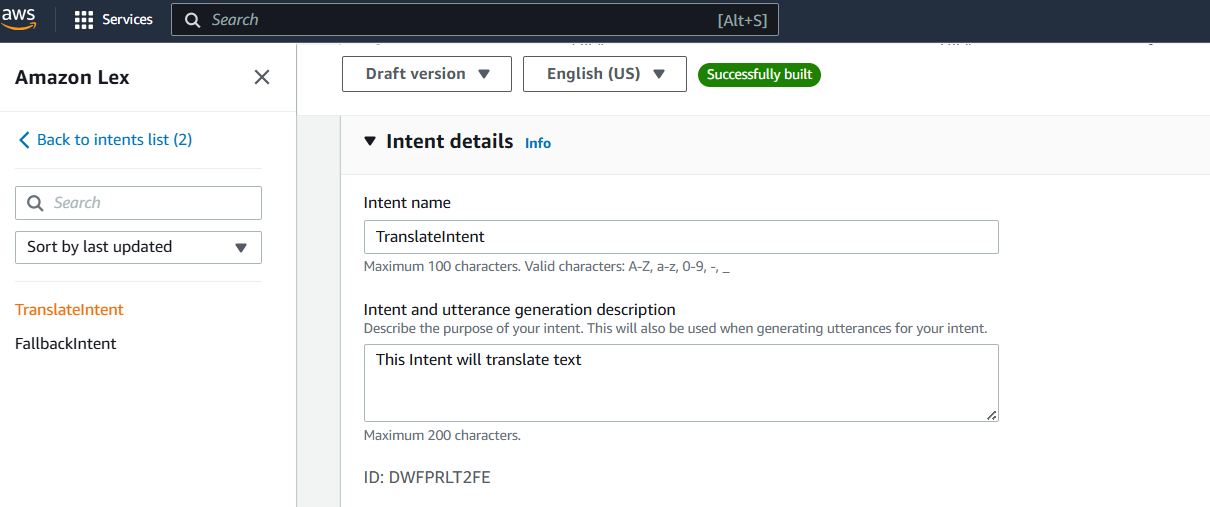 aws
Services
Search
[Alt+S]
Amazon Lex
Draft version
English (US)
Successfully built
Back to intents list (2)
Search
Sort by last updated
TranslateIntent
FallbackIntent
Intent details Info
Intent name
TranslateIntent
Maximum 100 characters. Valid characters: A-Z, a-z, 0-9, -, _
Intent and utterance generation description
Describe the purpose of your intent. This will also be used when generating utterances for your intent.
This Intent will translate text
Maximum 200 characters.
ID: DWFPRLT2FE